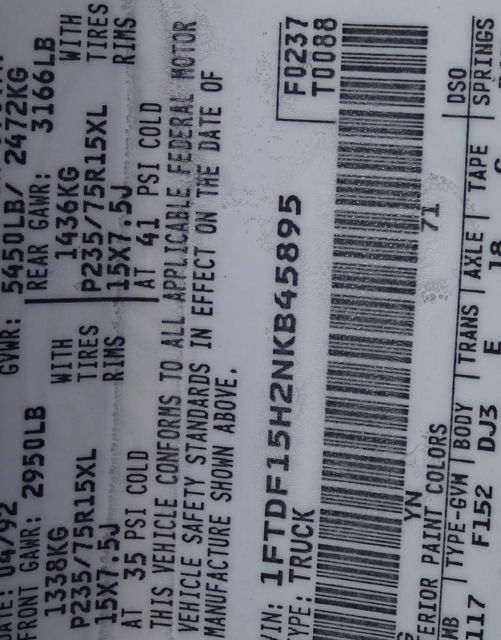 ATE: 04/92
GVWR: 5450LB/ 2472KG
FRONT GAWR: 2950LB
REAR GAWR: 3166LB
1338KG WITH
1436KG WITH
P235/75R15XL TIRES
P235/75R15XL TIRES
15X7.5J RIMS
15X7.5J RIMS
AT 35 PSI COLD
AT 41 PSI COLD
THIS VEHICLE CONFORMS TO ALL APPLICABLE FEDERAL MOTOR
VEHICLE SAFETY STANDARDS IN EFFECT ON THE DATE OF
MANUFACTURE SHOWN ABOVE.
IN: 1FTDF15H2NKB45895
F0237
YPE: TRUCK
T0088
YN
71
ERIOR PAINT COLORS
DSO
WB TYPE-GVW BODY TRANS AXLE TAPE SPRINGS
117 F152 DJ3 E 18